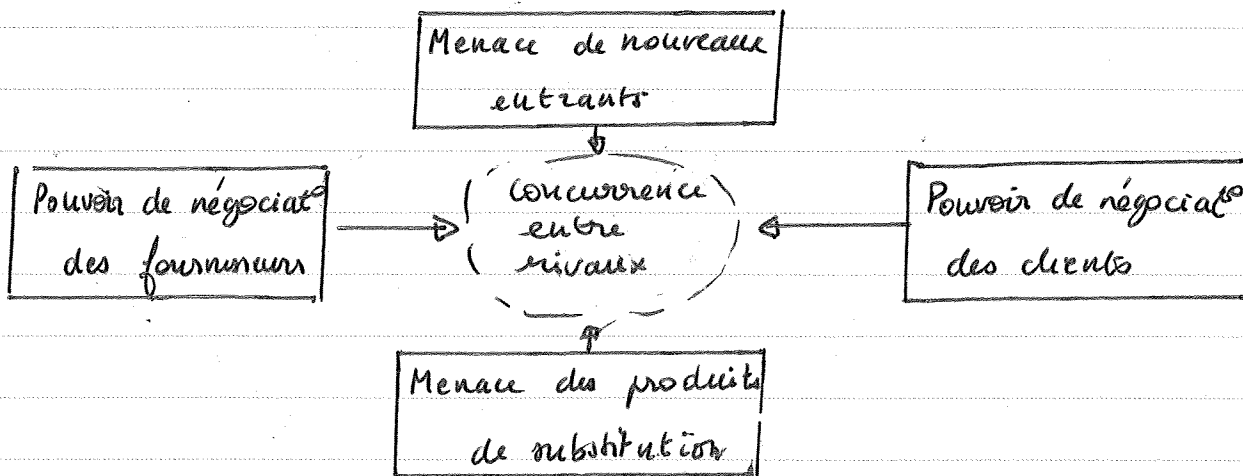 Menace de nouveaux
entrants
Pouvoir de négociat°
des fournisseurs
concurrence
entre
rivaux
Pouvoir de négociat°
des clients
Menace des produits
de substitution